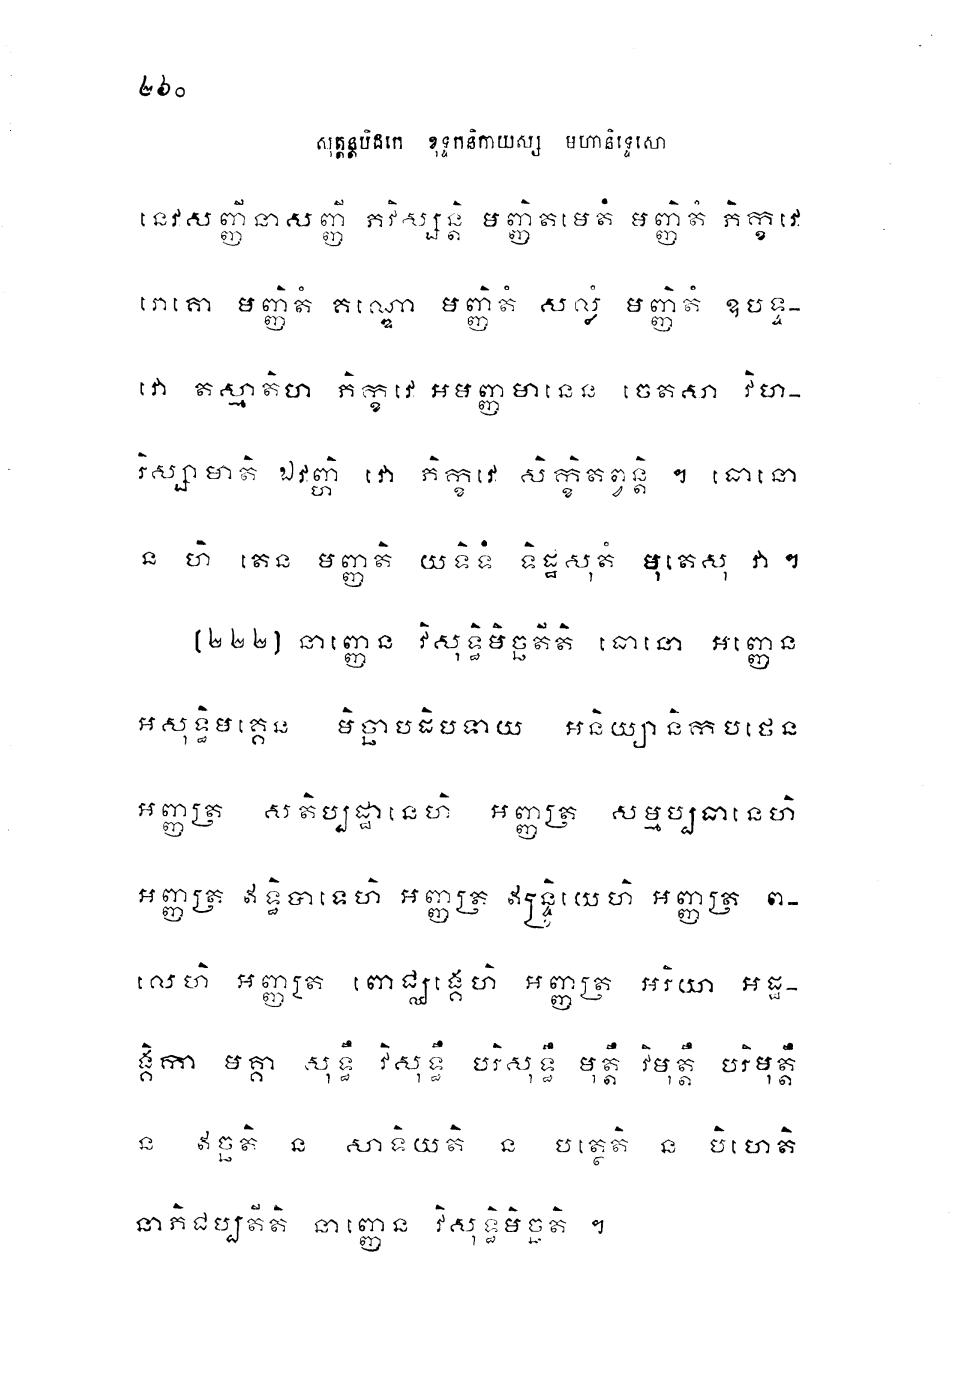 ២៦០
សុត្តន្តបិដកេ ខុទ្ទកនិកាយស្ស មហានិទ្ទេសោ
នេវសញ្ញីនាសញ្ញី ភវិស្សន្តិ មញ្ញិតមេតំ មញ្ញិតំ ភិក្ខវេ
រោគោ មញ្ញិតំ គណ្ឌោ មញ្ញិតំ សល្លំ មញ្ញិតំ ឧបទ្ទ-
វោ តស្មាតិហ ភិក្ខវេ អមញ្ញមានេន ចេតសា វិហ-
រិស្សាមាតិ ឯវញ្ហិ វោ ភិក្ខវេ សិក្ខិតព្វន្តិ ។ ធោនោ
ន ហិ តេន មញ្ញតិ យទិទំ ទិដ្ឋសុតំ មុតេសុ វា ។
(២២២) នាញ្ញេន វិសុទ្ធិមិច្ឆតីតិ ធោនោ អញ្ញេន
អសុទ្ធិមគ្គេន មិច្ឆាបដិបទាយ អនិយ្យានិកបថេន
អញ្ញត្រ សតិប្បដ្ឋានេហិ អញ្ញត្រ សម្មប្បធានេហិ
អញ្ញត្រ ឥទ្ធិបាទេហិ អញ្ញត្រ ឥន្ទ្រិយេហិ អញ្ញត្រ ព-
លេហិ អញ្ញត្រ ពោជ្ឈង្គេហិ អញ្ញត្រ អរិយា អដ្ឋ-
ង្គិកា មគ្គា សុទ្ធឹ វិសុទ្ធឹ បរិសុទ្ធឹ មុត្តឹ វិមុត្តឹ បរិមុត្តឹ
ន ឥច្ឆតិ ន សាទិយតិ ន បត្ថេតិ ន បិហេតិ
នាភិជប្បតីតិ នាញ្ញេន វិសុទ្ធិមិច្ឆតិ ។